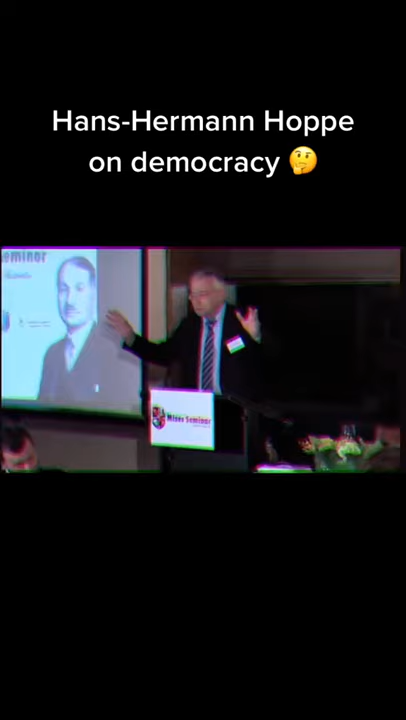 Hans-Hermann Hoppe
on democracy 🤔
Seminar
Mises Seminar